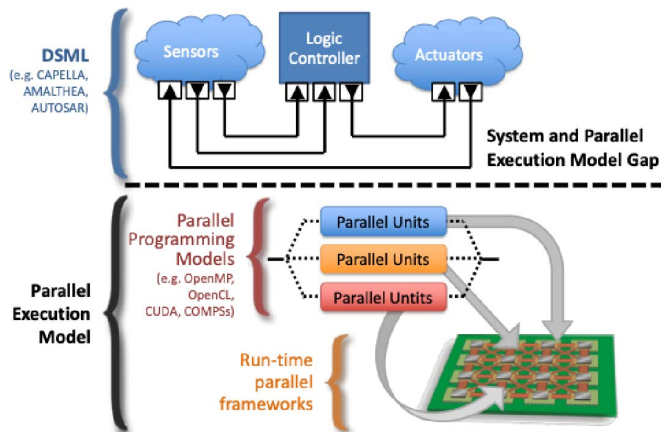 DSML
(e.g. CAPELLA,
AMALTHEA,
AUTOSAR)
Sensors
Logic
Controller
Actuators
System and Parallel
Execution Model Gap
Parallel
Execution
Model
Parallel
Programming
Models
(e.g. OpenMP,
OpenCL,
CUDA, COMPSs)
Parallel Units
Parallel Units
Parallel Untits
Run-time
parallel
frameworks